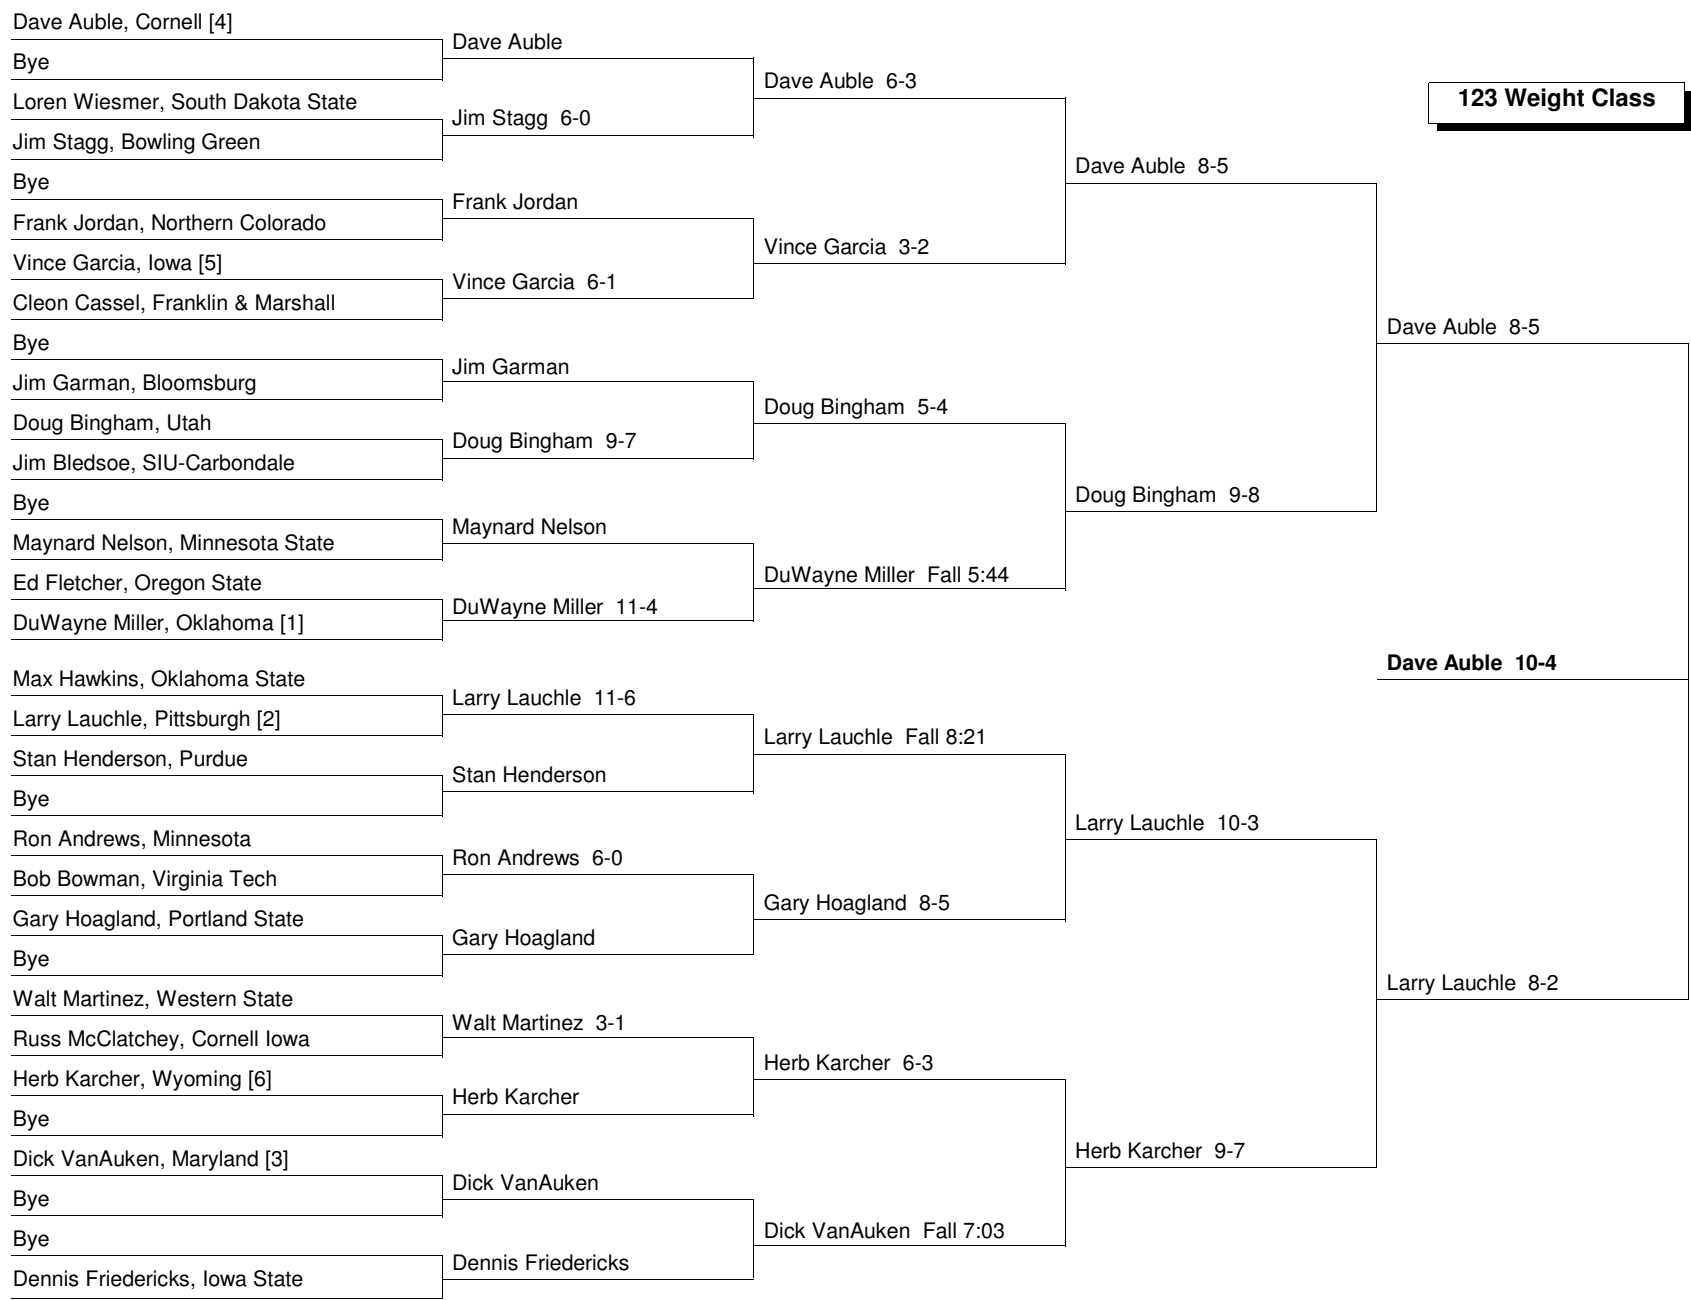 123 Weight Class
Dave Auble, Cornell [4]
Bye
Loren Wiesmer, South Dakota State
Jim Stagg, Bowling Green
Bye
Frank Jordan, Northern Colorado
Vince Garcia, Iowa [5]
Cleon Cassel, Franklin & Marshall
Bye
Jim Garman, Bloomsburg
Doug Bingham, Utah
Jim Bledsoe, SIU-Carbondale
Bye
Maynard Nelson, Minnesota State
Ed Fletcher, Oregon State
DuWayne Miller, Oklahoma [1]
Max Hawkins, Oklahoma State
Larry Lauchle, Pittsburgh [2]
Stan Henderson, Purdue
Bye
Ron Andrews, Minnesota
Bob Bowman, Virginia Tech
Gary Hoagland, Portland State
Bye
Walt Martinez, Western State
Russ McClatchey, Cornell Iowa
Herb Karcher, Wyoming [6]
Bye
Dick VanAuken, Maryland [3]
Bye
Bye
Dennis Friedericks, Iowa State
Dave Auble
Jim Stagg 6-0
Frank Jordan
Vince Garcia 6-1
Jim Garman
Doug Bingham 9-7
Maynard Nelson
DuWayne Miller 11-4
Larry Lauchle 11-6
Stan Henderson
Ron Andrews 6-0
Gary Hoagland
Walt Martinez 3-1
Herb Karcher
Dick VanAuken
Dennis Friedericks
Dave Auble 6-3
Vince Garcia 3-2
Doug Bingham 5-4
DuWayne Miller Fall 5:44
Larry Lauchle Fall 8:21
Gary Hoagland 8-5
Herb Karcher 6-3
Dick VanAuken Fall 7:03
Dave Auble 8-5
Doug Bingham 9-8
Larry Lauchle 10-3
Herb Karcher 9-7
Dave Auble 8-5
Larry Lauchle 8-2
Dave Auble 10-4